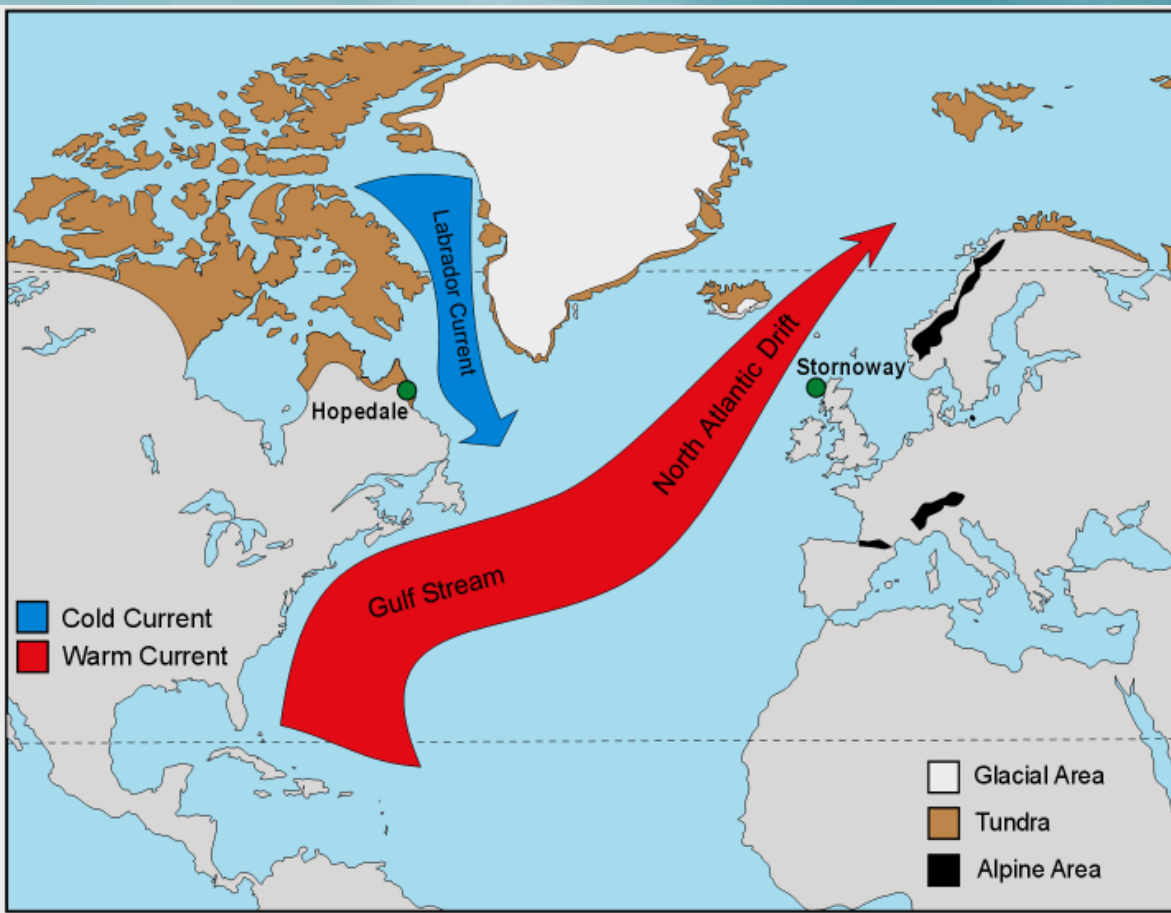 Labrador Current
Stornoway
Hopedale
North Atlantic Drift
Gulf Stream
Cold Current
Warm Current
Glacial Area
Tundra
Alpine Area